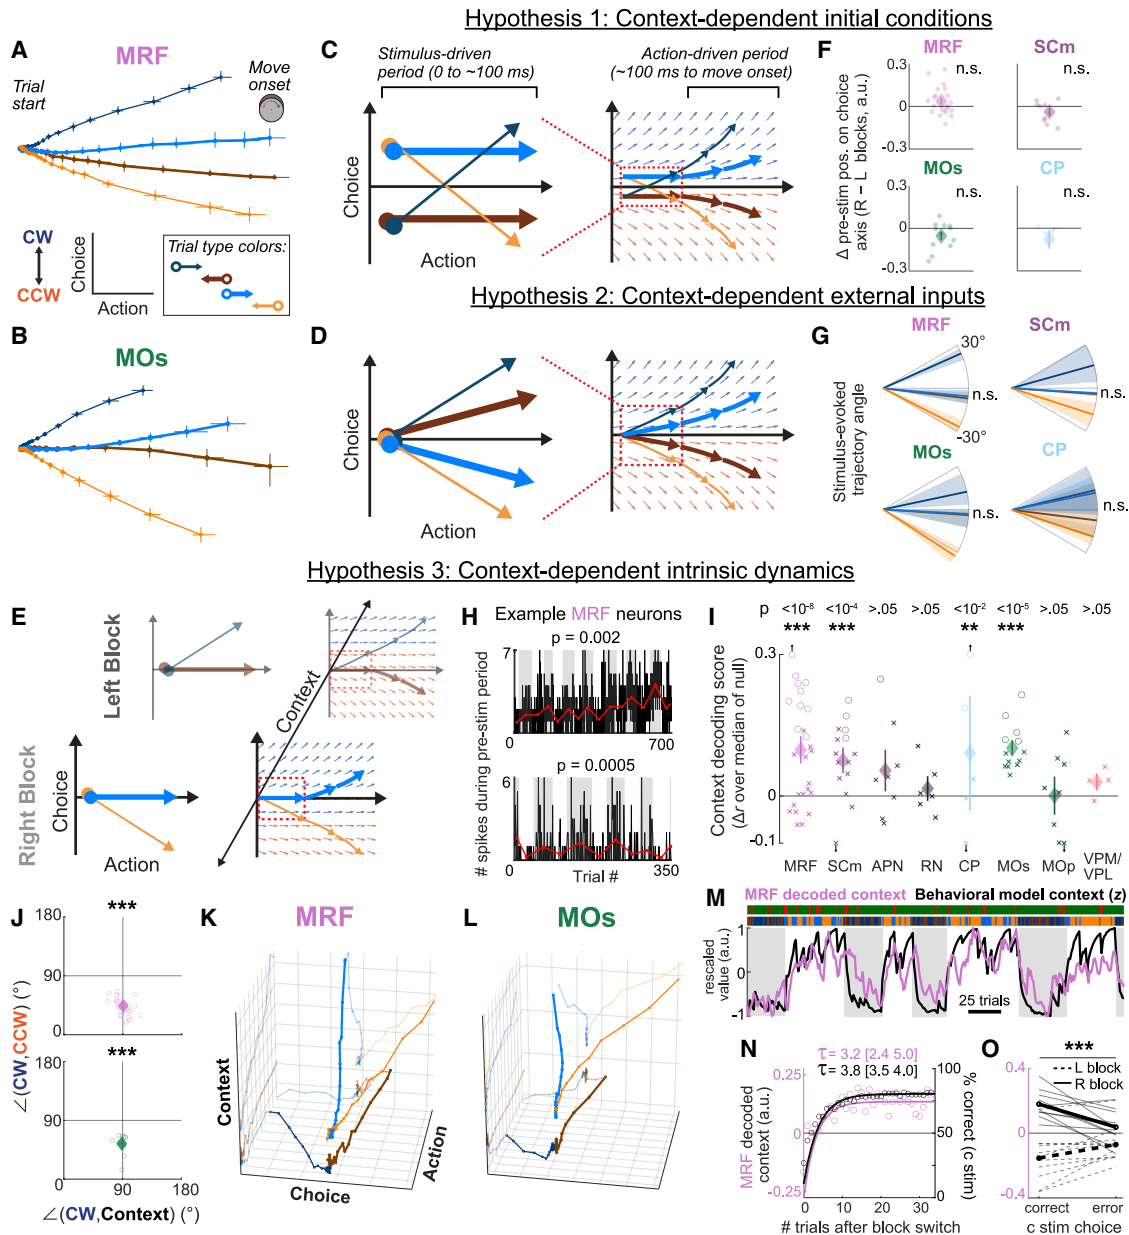 Hypothesis 1: Context-dependent initial conditions
A
MRF
Trial start
Move onset
CW
CCW
Choice
Action
Trial type colors:
C
Stimulus-driven period (0 to ~100 ms)
Action-driven period (~100 ms to move onset)
Choice
Action
F
MRF
SCm
n.s.
n.s.
0.3
0
-0.3
MOs
CP
n.s.
n.s.
0
-0.3
Δ pre-stim pos. on choice axis (R – L blocks, a.u.)
Hypothesis 2: Context-dependent external inputs
B
MOs
D
Choice
Action
G
MRF
SCm
30°
n.s.
-30°
n.s.
MOs
CP
n.s.
n.s.
Stimulus-evoked trajectory angle
Hypothesis 3: Context-dependent intrinsic dynamics
E
Left Block
Right Block
Context
Choice
Action
H
Example MRF neurons
p = 0.002
7
0
0
700
p = 0.0005
6
0
0
350
Trial #
# spikes during pre-stim period
I
p <10-8 <10-4 >.05 >.05 <10-2 <10-5 >.05 >.05
*** *** ** ***
0.3
0
-0.1
Context decoding score (Δr over median of null)
MRF SCm APN RN CP MOs MOp VPM/VPL
J
***
180
90
0
***
180
90
0
0 90 180
∠(CW,CCW) (°)
∠(CW,Context) (°)
K
MRF
Context
Choice
Action
L
MOs
M
MRF decoded context Behavioral model context (z)
1
0
-1
rescaled value (a.u.)
25 trials
N
τ = 3.2 [2.4 5.0]
τ = 3.8 [3.5 4.0]
0.25
0
-0.25
MRF decoded context (a.u.)
100
50
0
% correct (c stim)
0 10 20 30
# trials after block switch
O
***
L block
R block
0.4
0
-0.4
correct error
c stim choice